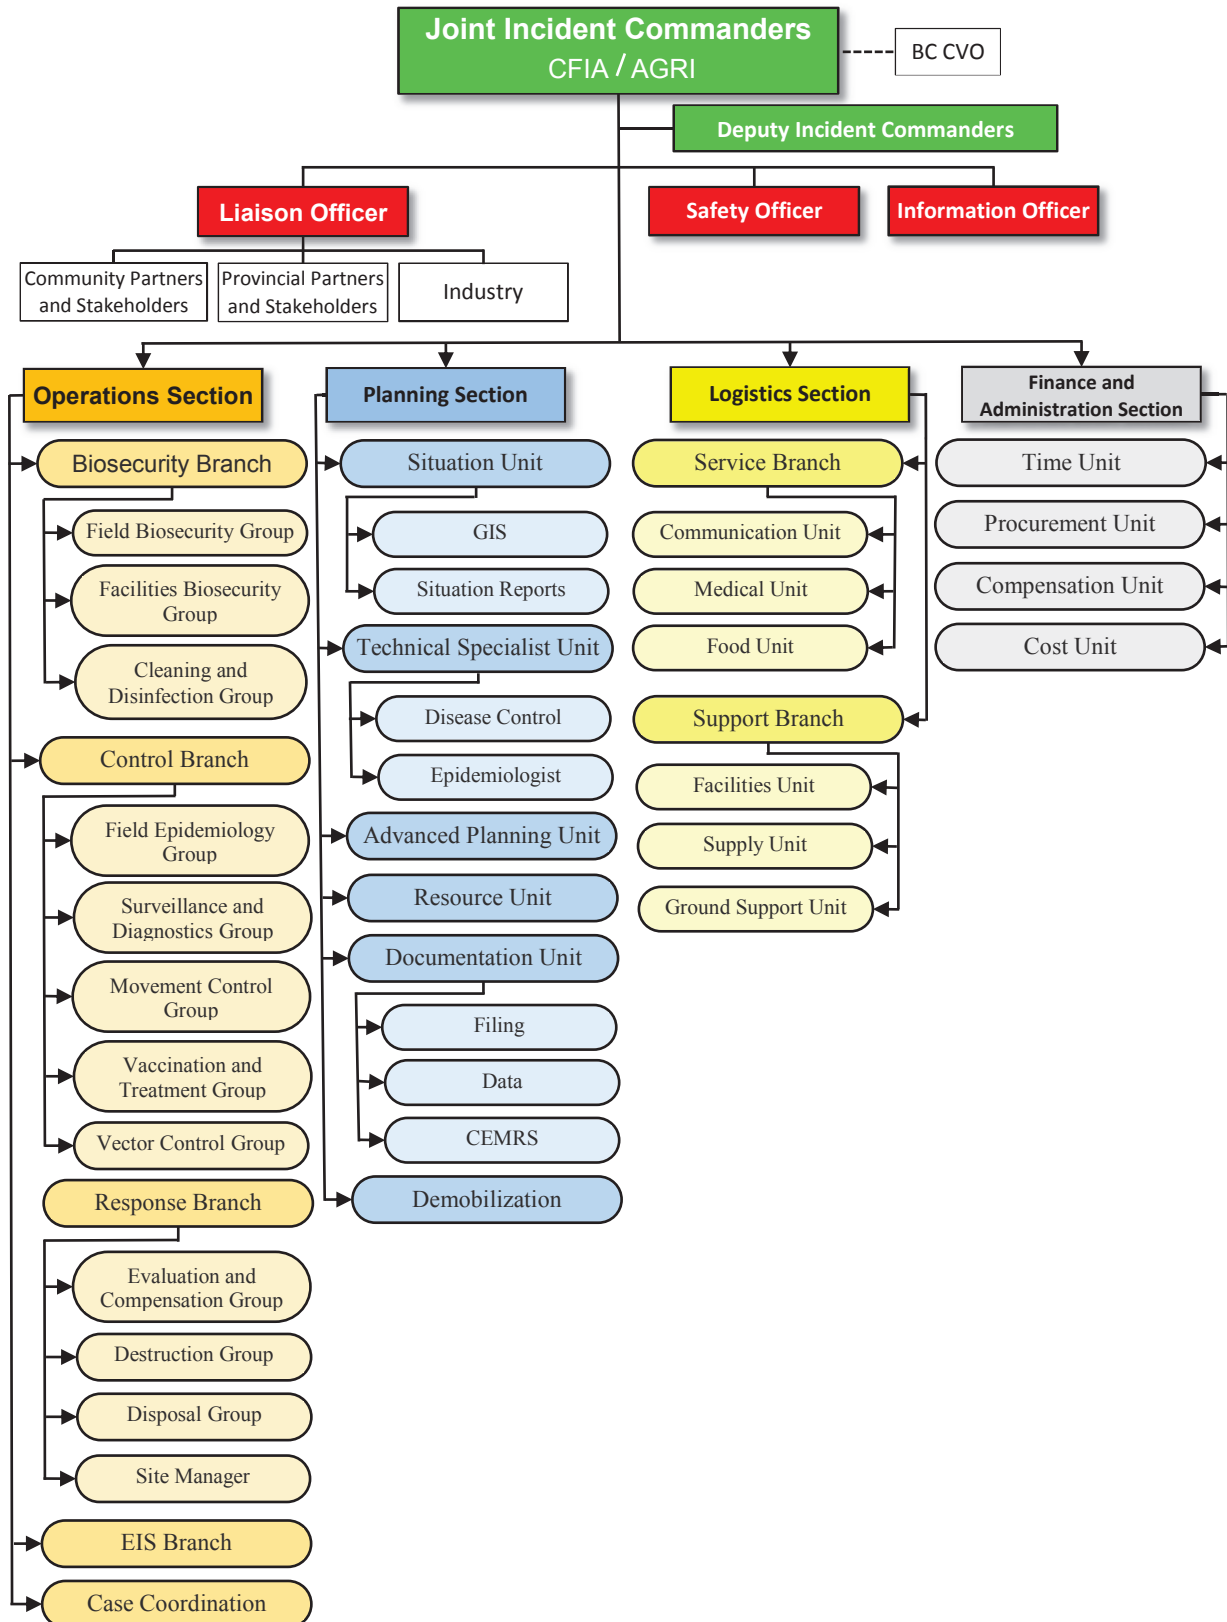 Joint Incident Commanders
CFIA / AGRI
BC CVO
Deputy Incident Commanders
Liaison Officer
Safety Officer
Information Officer
Community Partners
and Stakeholders
Provincial Partners
and Stakeholders
Industry
Operations Section
Biosecurity Branch
Field Biosecurity Group
Facilities Biosecurity
Group
Cleaning and
Disinfection Group
Control Branch
Field Epidemiology
Group
Surveillance and
Diagnostics Group
Movement Control
Group
Vaccination and
Treatment Group
Vector Control Group
Response Branch
Evaluation and
Compensation Group
Destruction Group
Disposal Group
Site Manager
EIS Branch
Case Coordination
Planning Section
Situation Unit
GIS
Situation Reports
Technical Specialist Unit
Disease Control
Epidemiologist
Advanced Planning Unit
Resource Unit
Documentation Unit
Filing
Data
CEMRS
Demobilization
Logistics Section
Service Branch
Communication Unit
Medical Unit
Food Unit
Support Branch
Facilities Unit
Supply Unit
Ground Support Unit
Finance and
Administration Section
Time Unit
Procurement Unit
Compensation Unit
Cost Unit